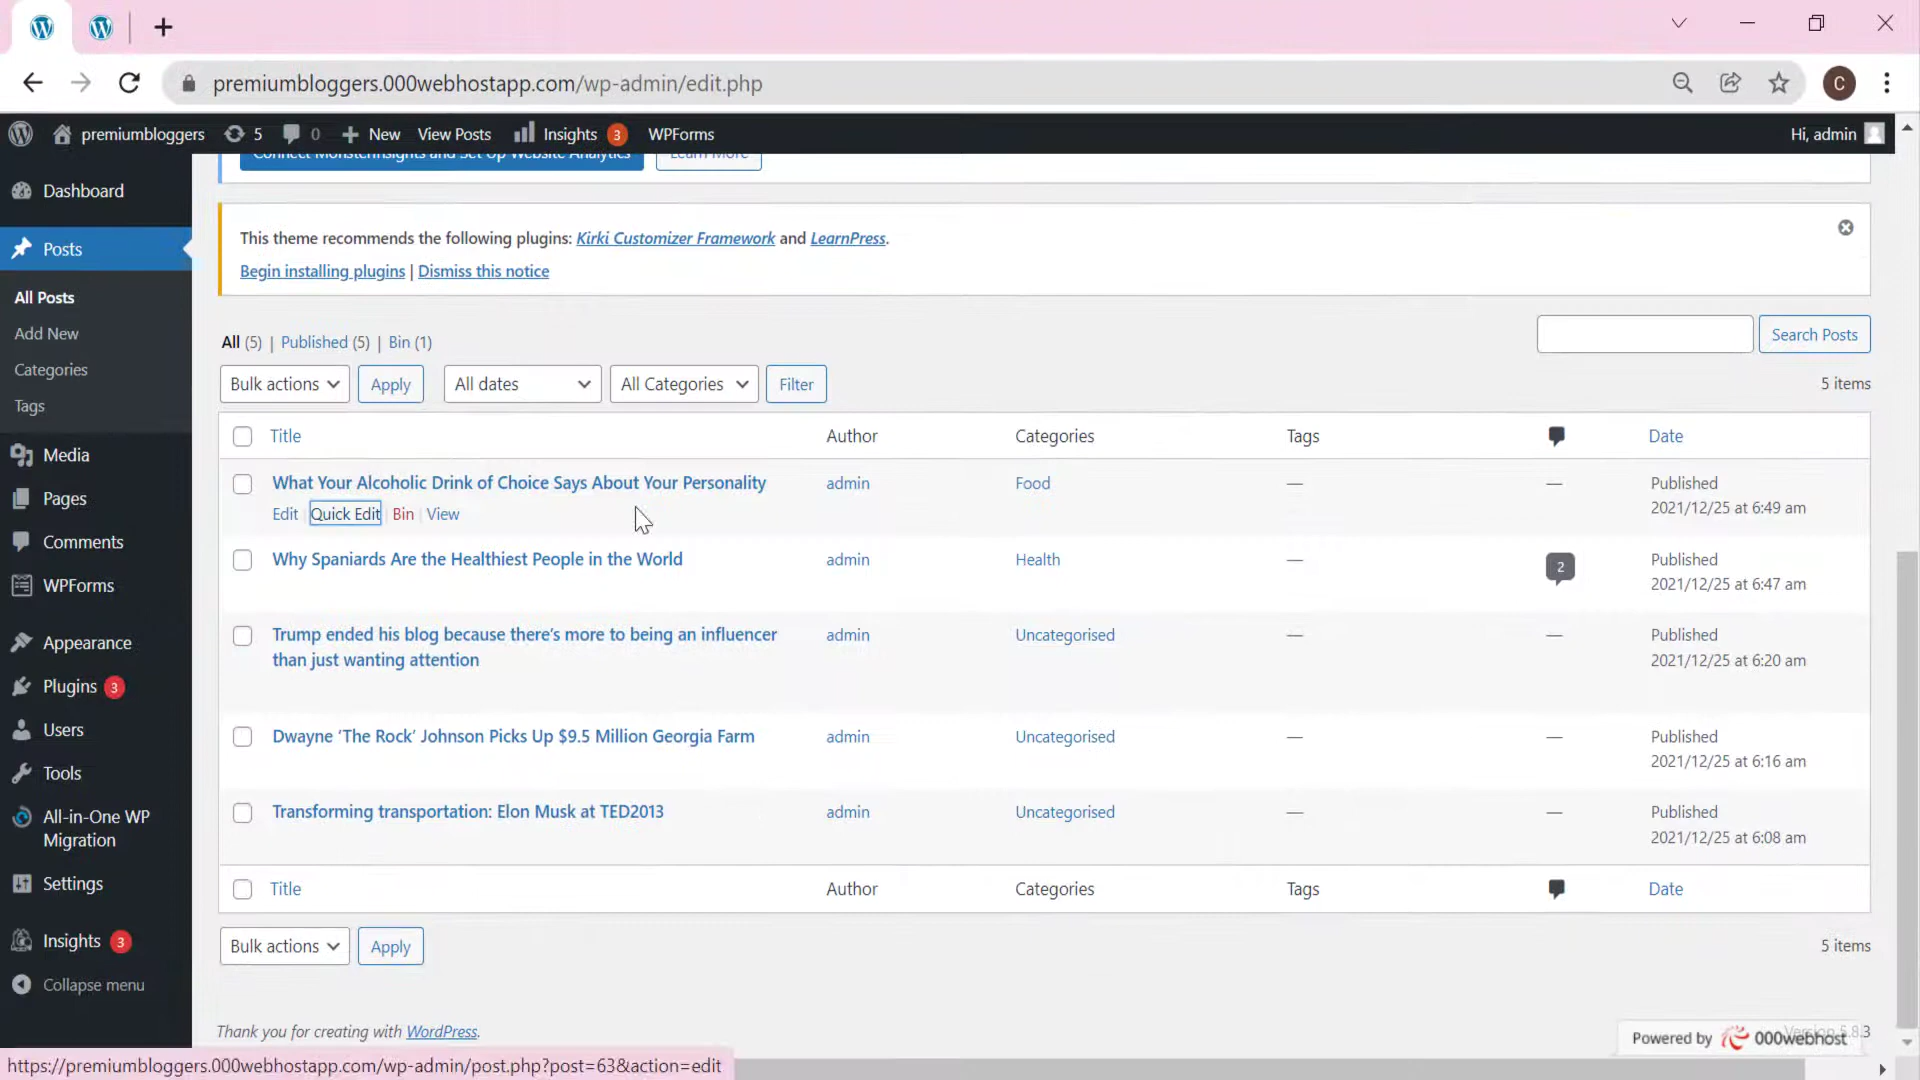 premiumbloggers.000webhostapp.com/wp-admin/edit.php
C
premiumbloggers 5 0 New View Posts Insights 3 WPForms Hi, admin
Connect MonsterInsights and Set Up Website Analytics Learn More
Dashboard
Posts
All Posts
Add New
Categories
Tags
Media
Pages
Comments
WPForms
Appearance
Plugins 3
Users
Tools
All-in-One WP
Migration
Settings
Insights 3
Collapse menu
This theme recommends the following plugins: Kirki Customizer Framework and LearnPress.
Begin installing plugins | Dismiss this notice
All (5) | Published (5) | Bin (1)
Search Posts
Bulk actions Apply All dates All Categories Filter 5 items
Title Author Categories Tags Date
What Your Alcoholic Drink of Choice Says About Your Personality admin Food — — Published
2021/12/25 at 6:49 am
Edit | Quick Edit | Bin | View
Why Spaniards Are the Healthiest People in the World admin Health — 2 Published
2021/12/25 at 6:47 am
Trump ended his blog because there’s more to being an influencer admin Uncategorised — — Published
than just wanting attention 2021/12/25 at 6:20 am
Dwayne ‘The Rock’ Johnson Picks Up $9.5 Million Georgia Farm admin Uncategorised — — Published
2021/12/25 at 6:16 am
Transforming transportation: Elon Musk at TED2013 admin Uncategorised — — Published
2021/12/25 at 6:08 am
Title Author Categories Tags Date
Bulk actions Apply 5 items
Thank you for creating with WordPress.
Version 5.8.3
Powered by 000webhost
https://premiumbloggers.000webhostapp.com/wp-admin/post.php?post=63&action=edit